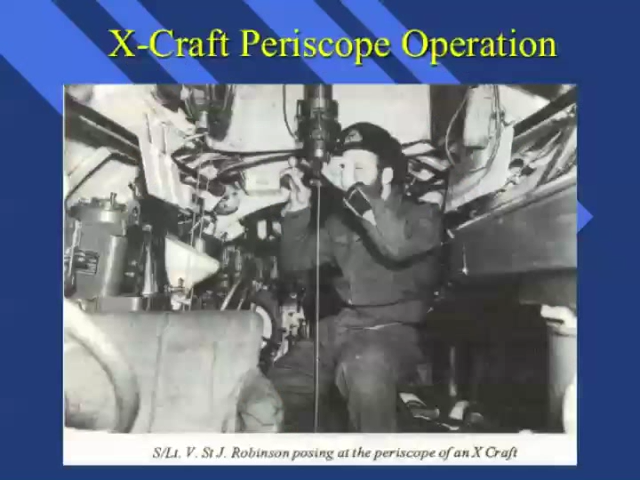 X-Craft Periscope Operation
S/Lt. V. St J. Robinson posing at the periscope of an X Craft